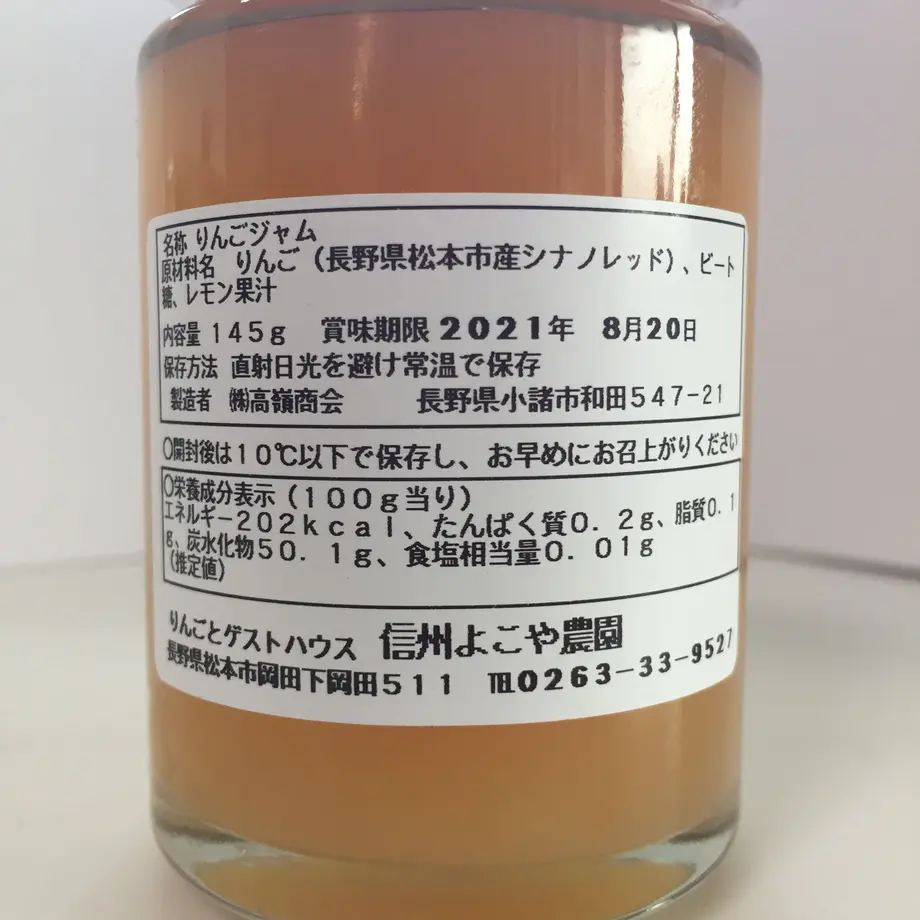 名称 りんごジャム
原材料名 りんご（長野県松本市産シナノレッド）、ビート
糖、レモン果汁
内容量 １４５ｇ 賞味期限 ２０２１年 8月20日
保存方法 直射日光を避け常温で保存
製造者 ㈱高嶺商会 長野県小諸市和田５４７−２１
○開封後は１０℃以下で保存し、お早めにお召上がりください
○栄養成分表示（１００ｇ当り）
エネルギー２０２ｋｃａｌ、たんぱく質０．２ｇ、脂質０．１
ｇ、炭水化物５０．１ｇ、食塩相当量０．０１ｇ
（推定値）
りんごとゲストハウス 信州よこや農園
長野県松本市岡田下岡田５１１ ℡０２６３−３３−９５２７